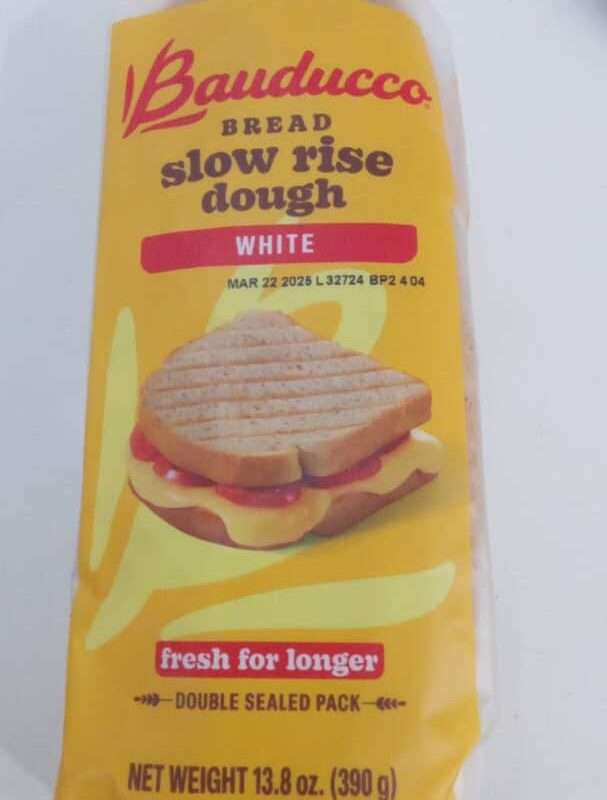 Bauducco
BREAD
slow rise
dough
WHITE
MAR 22 2025 L 32724 BP2 4 04
fresh for longer
DOUBLE SEALED PACK
NET WEIGHT 13.8 oz. (390 g)